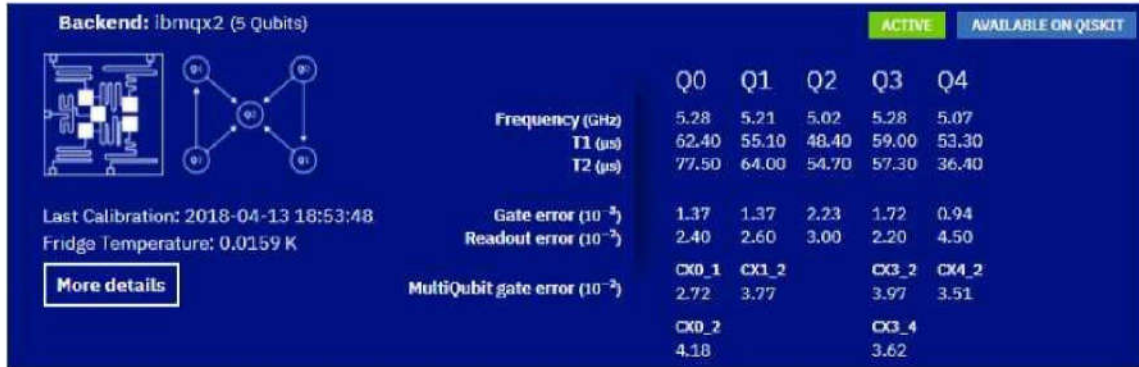 Backend: ibmqx2 (5 Qubits)
ACTIVE
AVAILABLE ON QISKIT
Q4
Q0
Q2
Q3
Q1
Q0 Q1 Q2 Q3 Q4
Frequency (GHz) 5.28 5.21 5.02 5.28 5.07
T1 (µs) 62.40 55.10 48.40 59.00 53.30
T2 (µs) 77.50 64.00 54.70 57.30 36.40
Last Calibration: 2018-04-13 18:53:48
Gate error (10⁻³) 1.37 1.37 2.23 1.72 0.94
Fridge Temperature: 0.0159 K
Readout error (10⁻²) 2.40 2.60 3.00 2.20 4.50
More details
CX0_1 CX1_2 CX3_2 CX4_2
MultiQubit gate error (10⁻²) 2.72 3.77 3.97 3.51
CX0_2 CX3_4
4.18 3.62